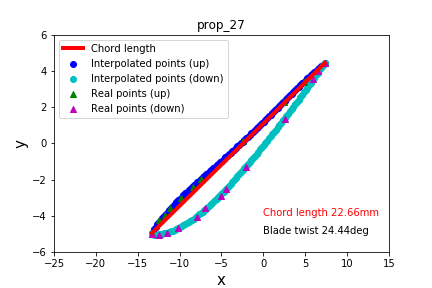 prop_27
Chord length
Interpolated points (up)
Interpolated points (down)
Real points (up)
Real points (down)
6
4
2
0
−2
−4
−6
y
Chord length 22.66mm
Blade twist 24.44deg
−25 −20 −15 −10 −5 0 5 10 15
x